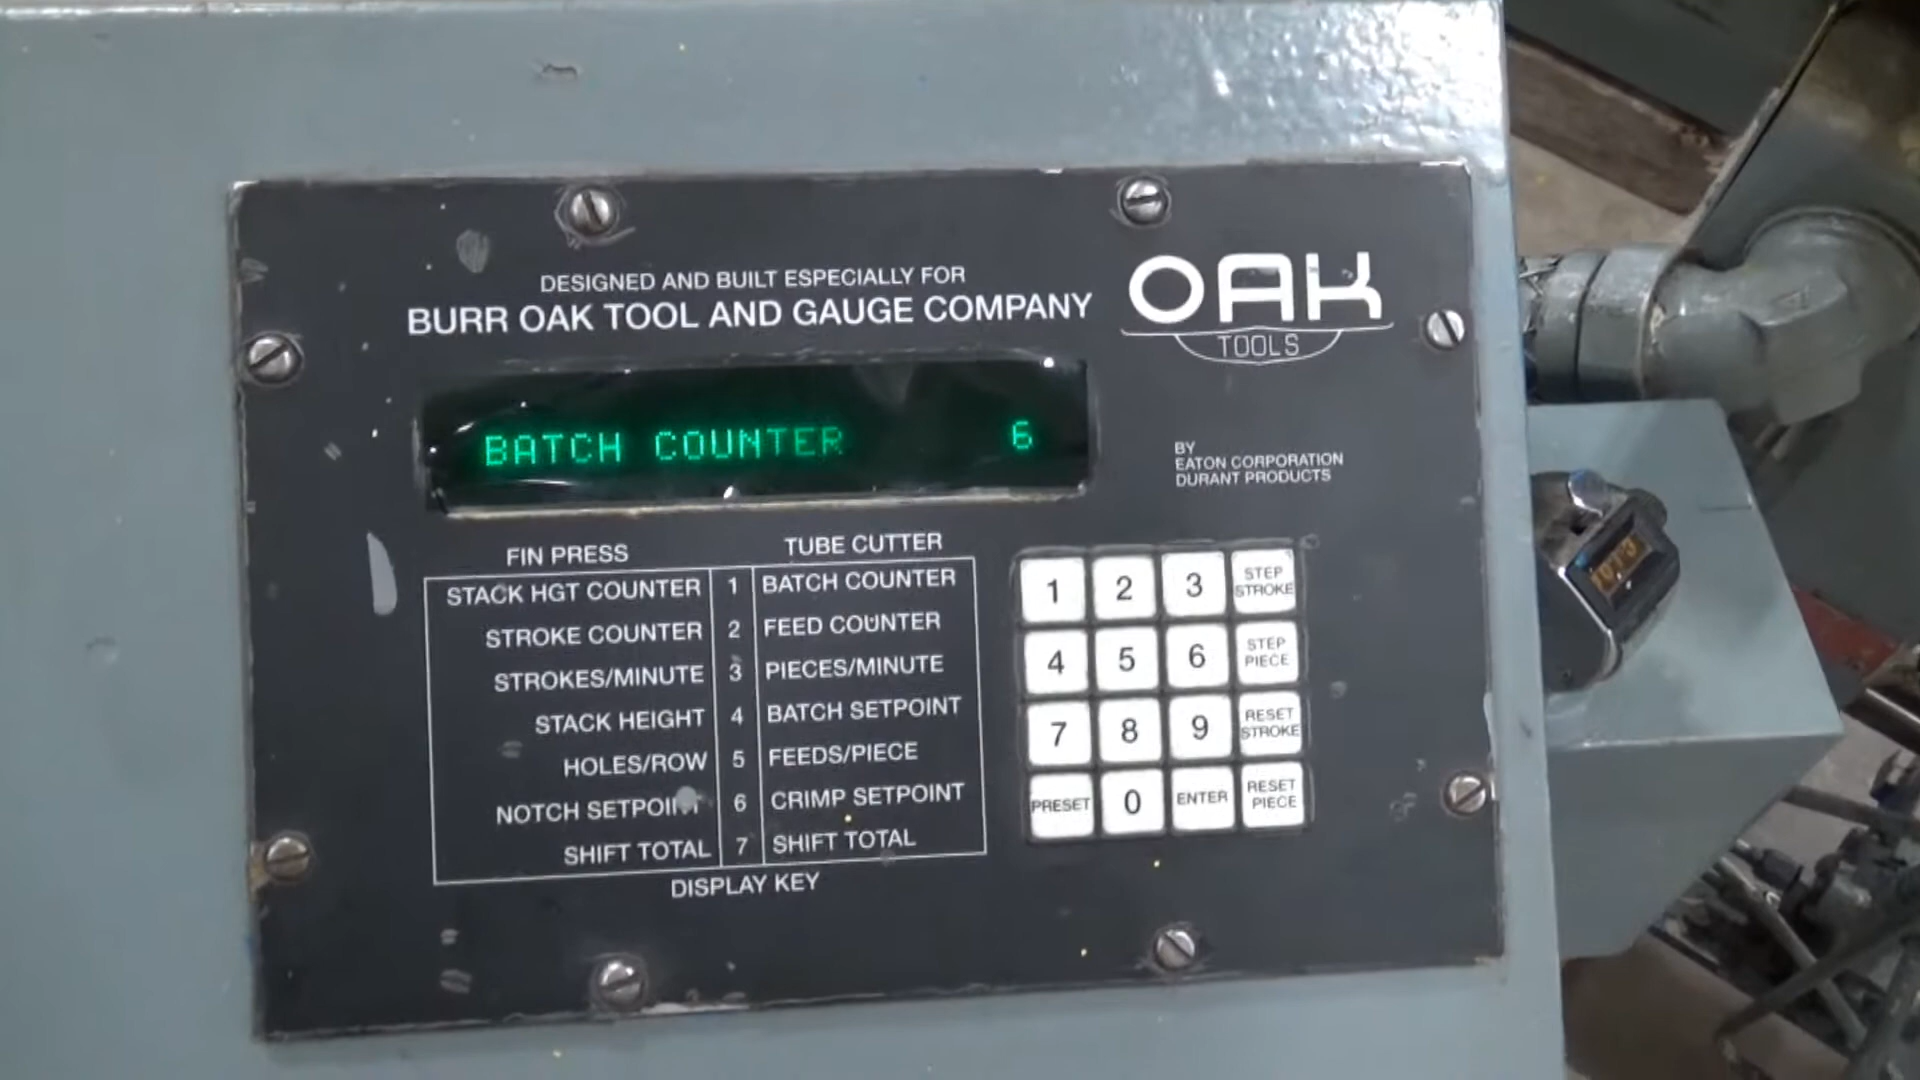 DESIGNED AND BUILT ESPECIALLY FOR
BURR OAK TOOL AND GAUGE COMPANY
OAK
TOOLS
BATCH COUNTER 6
BY
EATON CORPORATION
DURANT PRODUCTS
FIN PRESS TUBE CUTTER
STACK HGT COUNTER 1 BATCH COUNTER
STROKE COUNTER 2 FEED COUNTER
STROKES/MINUTE 3 PIECES/MINUTE
STACK HEIGHT 4 BATCH SETPOINT
HOLES/ROW 5 FEEDS/PIECE
NOTCH SETPOINT 6 CRIMP SETPOINT
SHIFT TOTAL 7 SHIFT TOTAL
DISPLAY KEY
1 2 3 STEP STROKE
4 5 6 STEP PIECE
7 8 9 RESET STROKE
PRESET 0 ENTER RESET PIECE